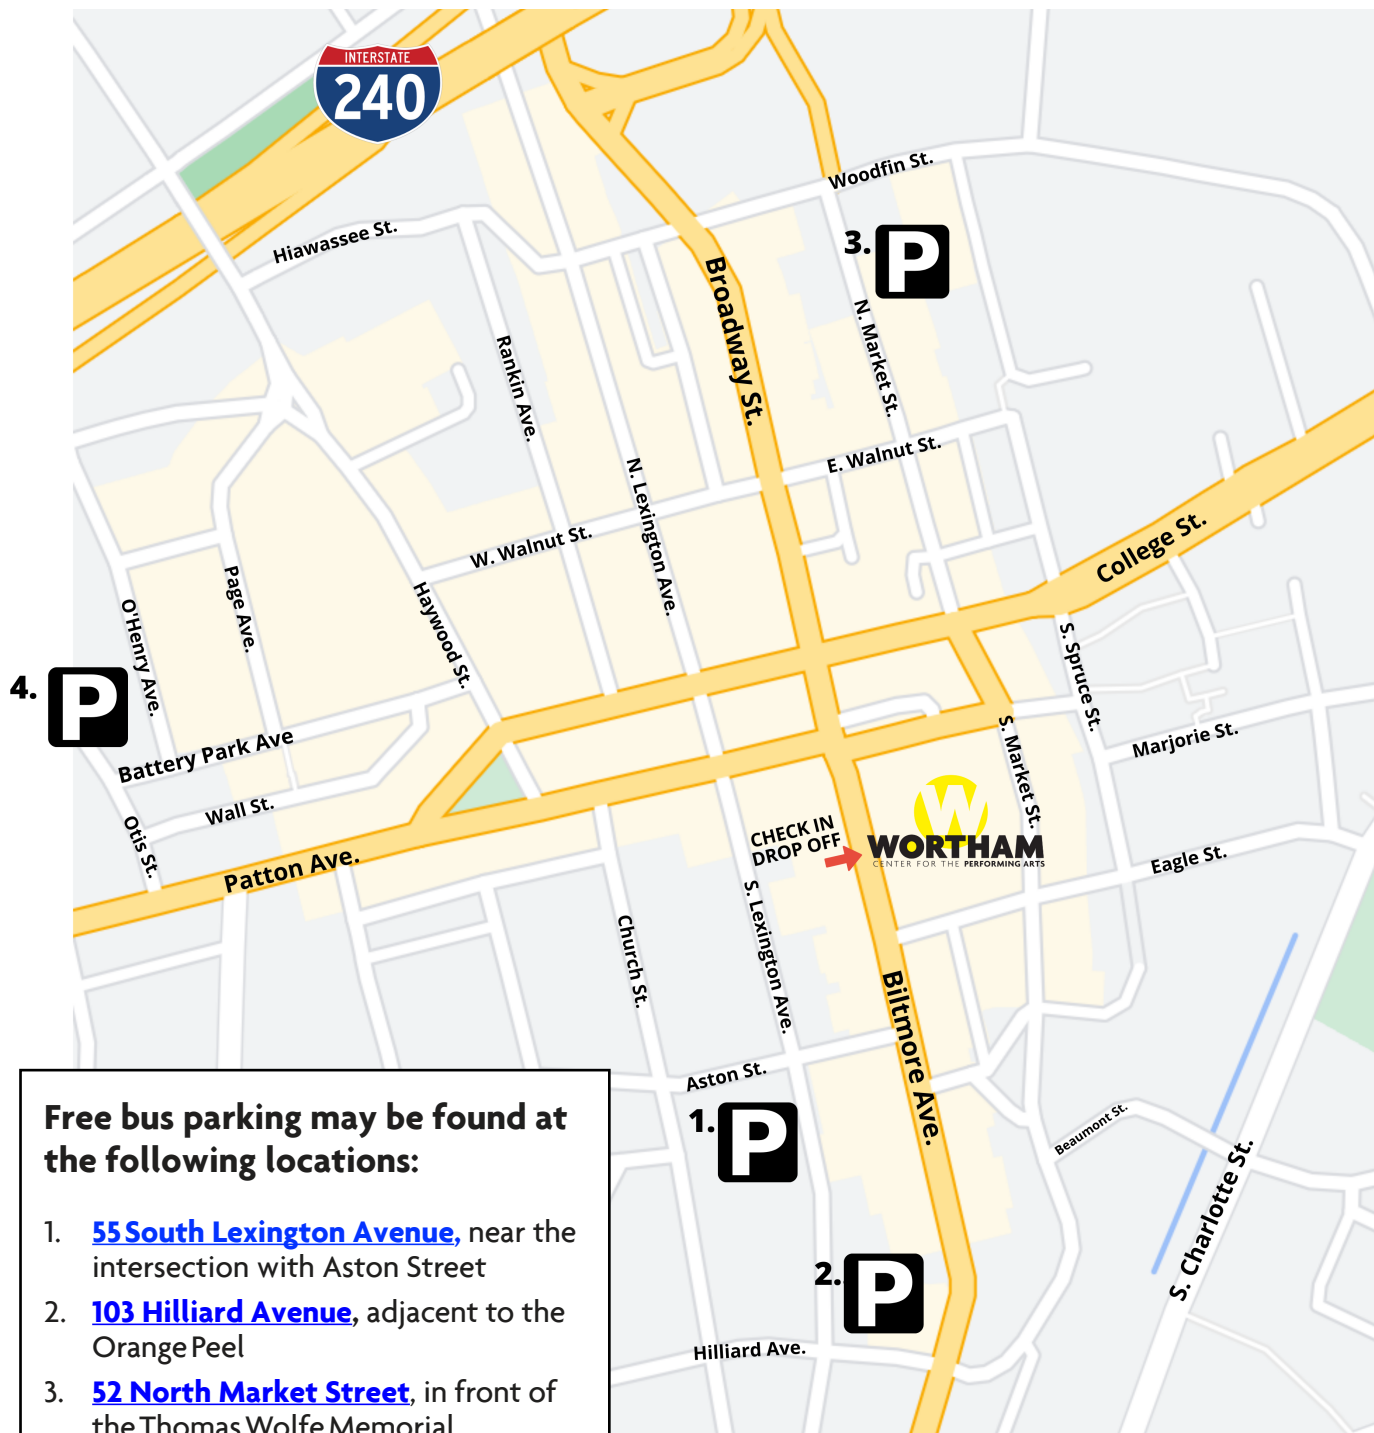 INTERSTATE
240
Woodfin St.
Hiawassee St.
3. P
Broadway St.
N. Market St.
Rankin Ave.
E. Walnut St.
N. Lexington Ave.
W. Walnut St.
College St.
Page Ave.
Haywood St.
O'Henry Ave.
S. Spruce St.
4. P
Battery Park Ave
S. Market St.
Marjorie St.
Wall St.
Otis St.
W
CHECK IN
DROP OFF
WORTHAM
CENTER FOR THE PERFORMING ARTS
Eagle St.
Patton Ave.
S. Lexington Ave.
Church St.
Biltmore Ave.
Aston St.
1. P
Beaumont St.
S. Charlotte St.
2. P
Hilliard Ave.
Free bus parking may be found at
the following locations:
1. 55 South Lexington Avenue, near the
intersection with Aston Street
2. 103 Hilliard Avenue, adjacent to the
Orange Peel
3. 52 North Market Street, in front of
the Thomas Wolfe Memorial